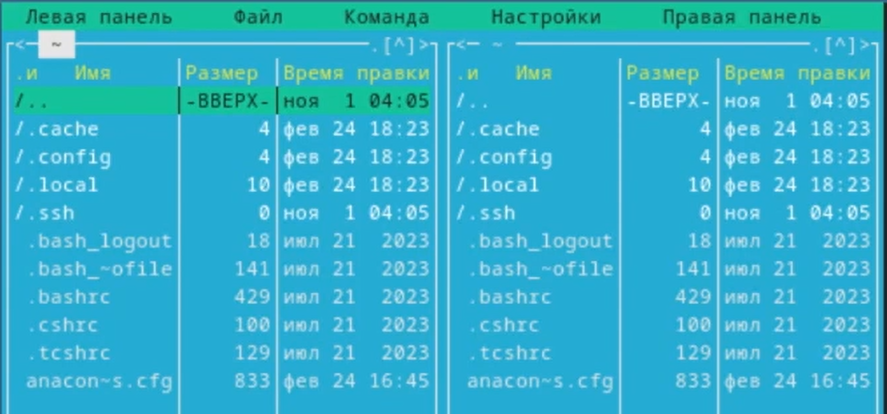 Левая панель Файл Команда Настройки Правая панель
<─ ~ ─.[^]>┐ <─ ~ ─.[^]>┐
.и Имя │Размер │Время правки .и Имя │Размер │Время правки
/.. │-ВВЕРХ-│ноя 1 04:05 /.. │-ВВЕРХ-│ноя 1 04:05
/.cache │ 4│фев 24 18:23 /.cache │ 4│фев 24 18:23
/.config │ 4│фев 24 18:23 /.config │ 4│фев 24 18:23
/.local │ 10│фев 24 18:23 /.local │ 10│фев 24 18:23
/.ssh │ 0│ноя 1 04:05 /.ssh │ 0│ноя 1 04:05
.bash_logout│ 18│июл 21 2023 .bash_logout│ 18│июл 21 2023
.bash_~ofile│ 141│июл 21 2023 .bash_~ofile│ 141│июл 21 2023
.bashrc │ 429│июл 21 2023 .bashrc │ 429│июл 21 2023
.cshrc │ 100│июл 21 2023 .cshrc │ 100│июл 21 2023
.tcshrc │ 129│июл 21 2023 .tcshrc │ 129│июл 21 2023
anacon~s.cfg│ 833│фев 24 16:45 anacon~s.cfg│ 833│фев 24 16:45